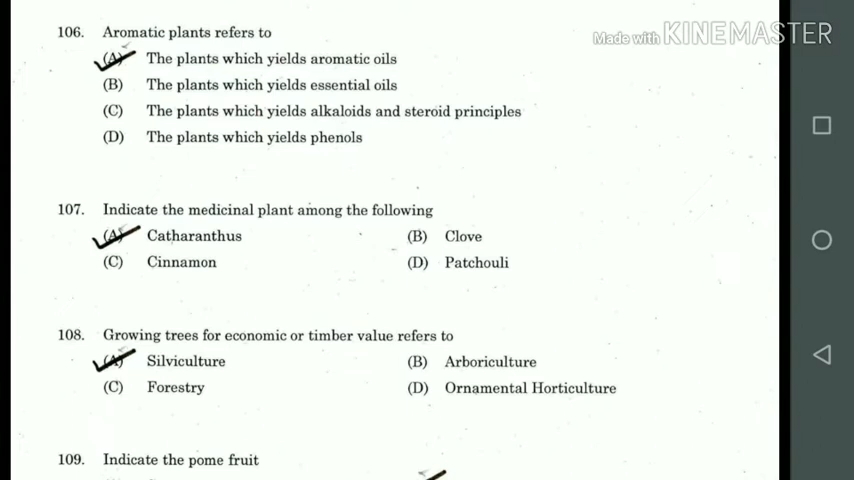 Made with KINEMASTER
106. Aromatic plants refers to
(A) The plants which yields aromatic oils
(B) The plants which yields essential oils
(C) The plants which yields alkaloids and steroid principles
(D) The plants which yields phenols
107. Indicate the medicinal plant among the following
(A) Catharanthus (B) Clove
(C) Cinnamon (D) Patchouli
108. Growing trees for economic or timber value refers to
(A) Silviculture (B) Arboriculture
(C) Forestry (D) Ornamental Horticulture
109. Indicate the pome fruit